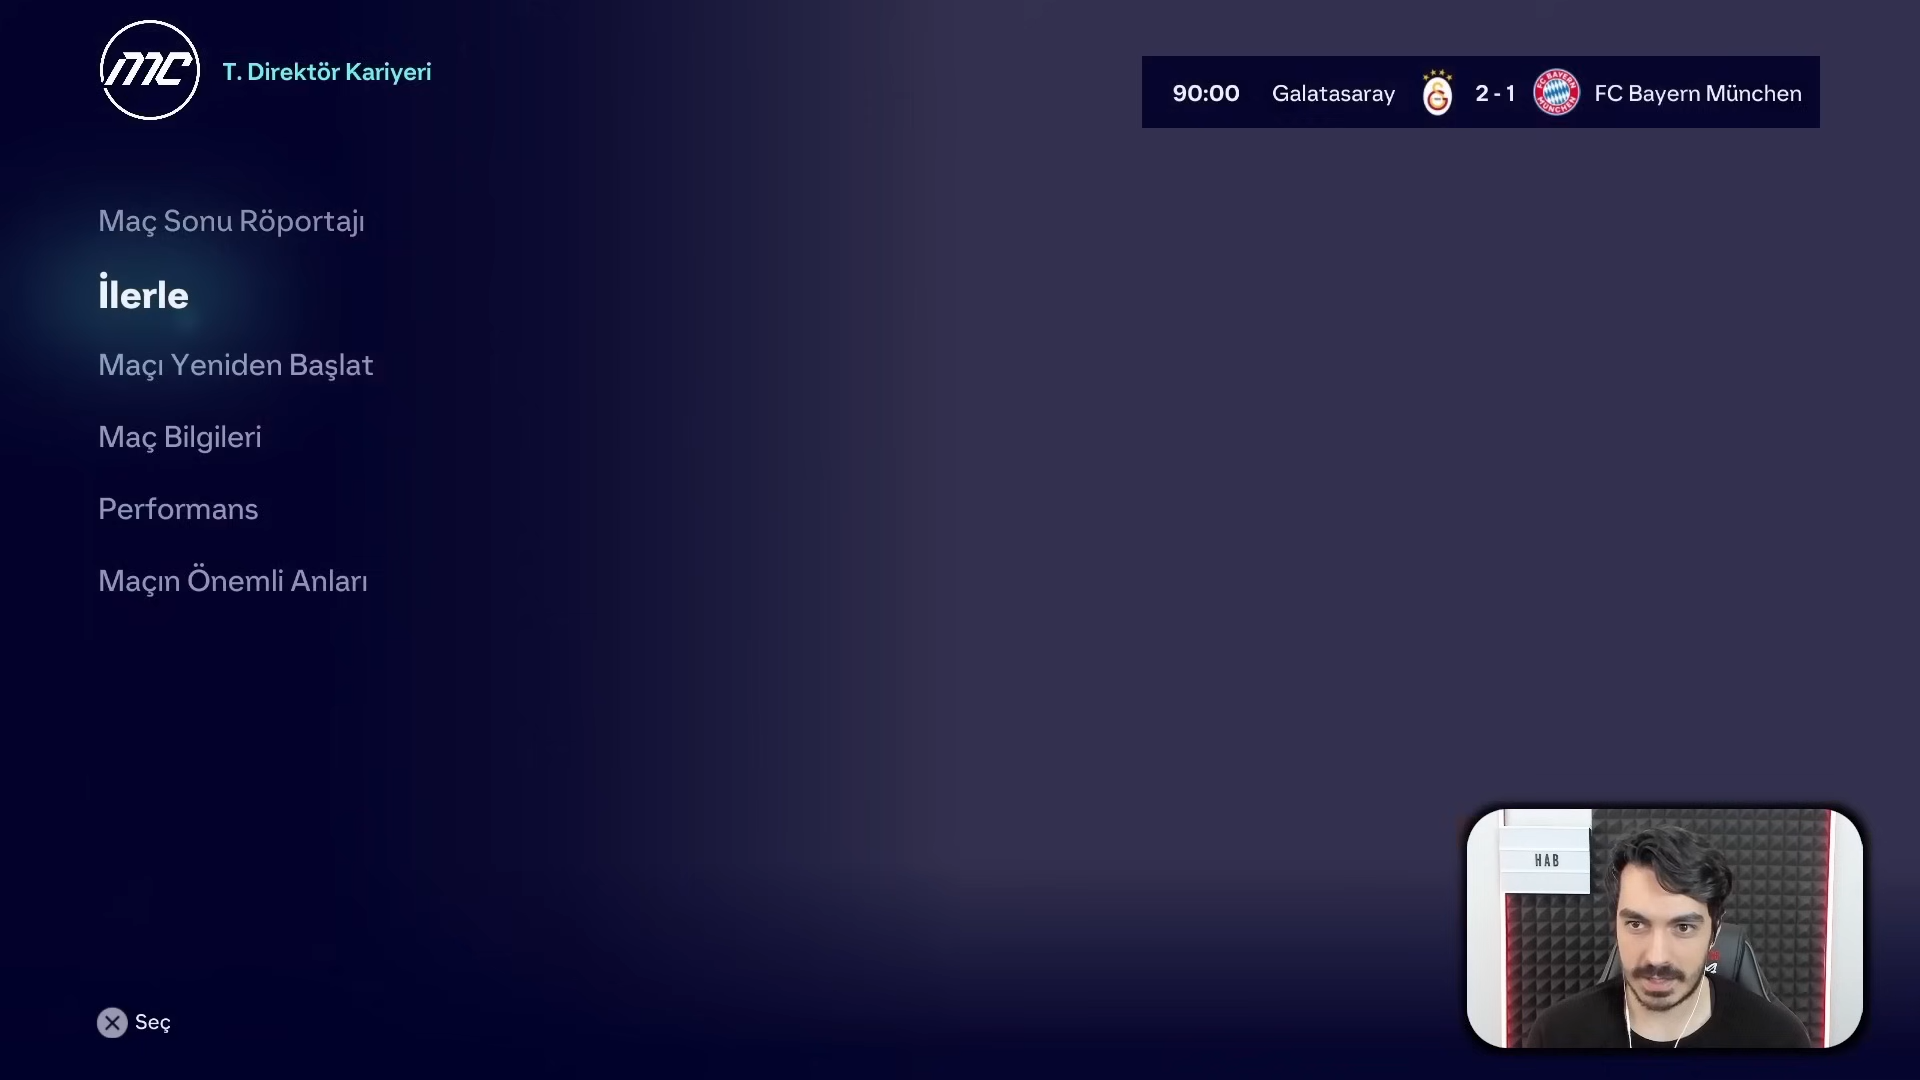 MC T. Direktör Kariyeri
90:00 Galatasaray 2 - 1 FC Bayern München
Maç Sonu Röportajı
İlerle
Maçı Yeniden Başlat
Maç Bilgileri
Performans
Maçın Önemli Anları
HAB
Seç